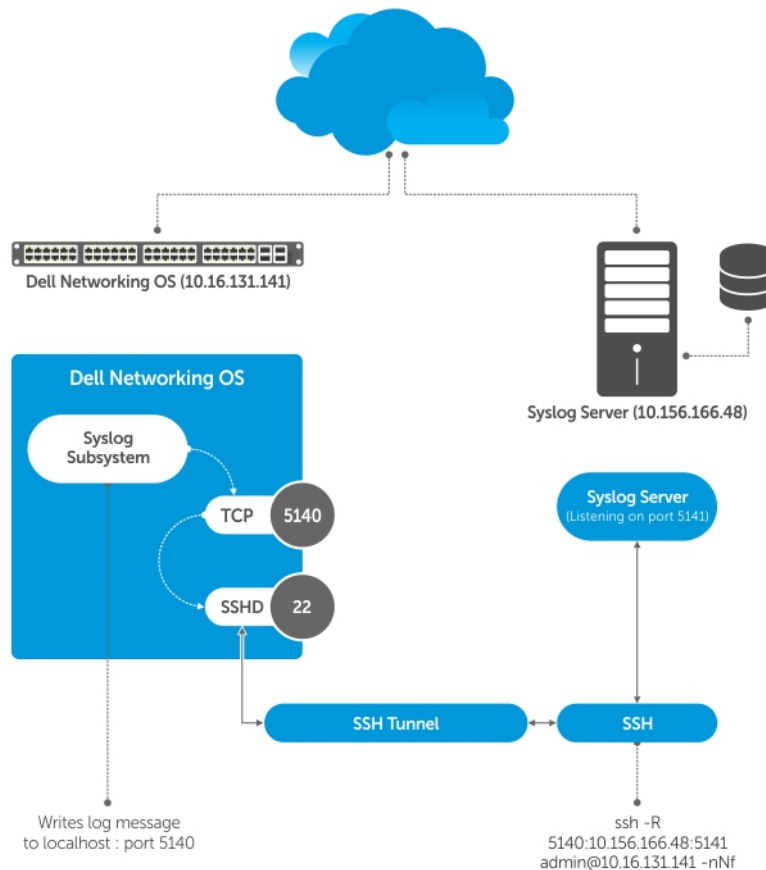 Dell Networking OS (10.16.131.141)
Syslog Server (10.156.166.48)
Dell Networking OS
Syslog
Subsystem
TCP
5140
SSHD
22
Syslog Server
(Listening on port 5141)
SSH Tunnel
SSH
Writes log message
to localhost : port 5140
ssh -R
5140:10.156.166.48:5141
admin@10.16.131.141 -nNf